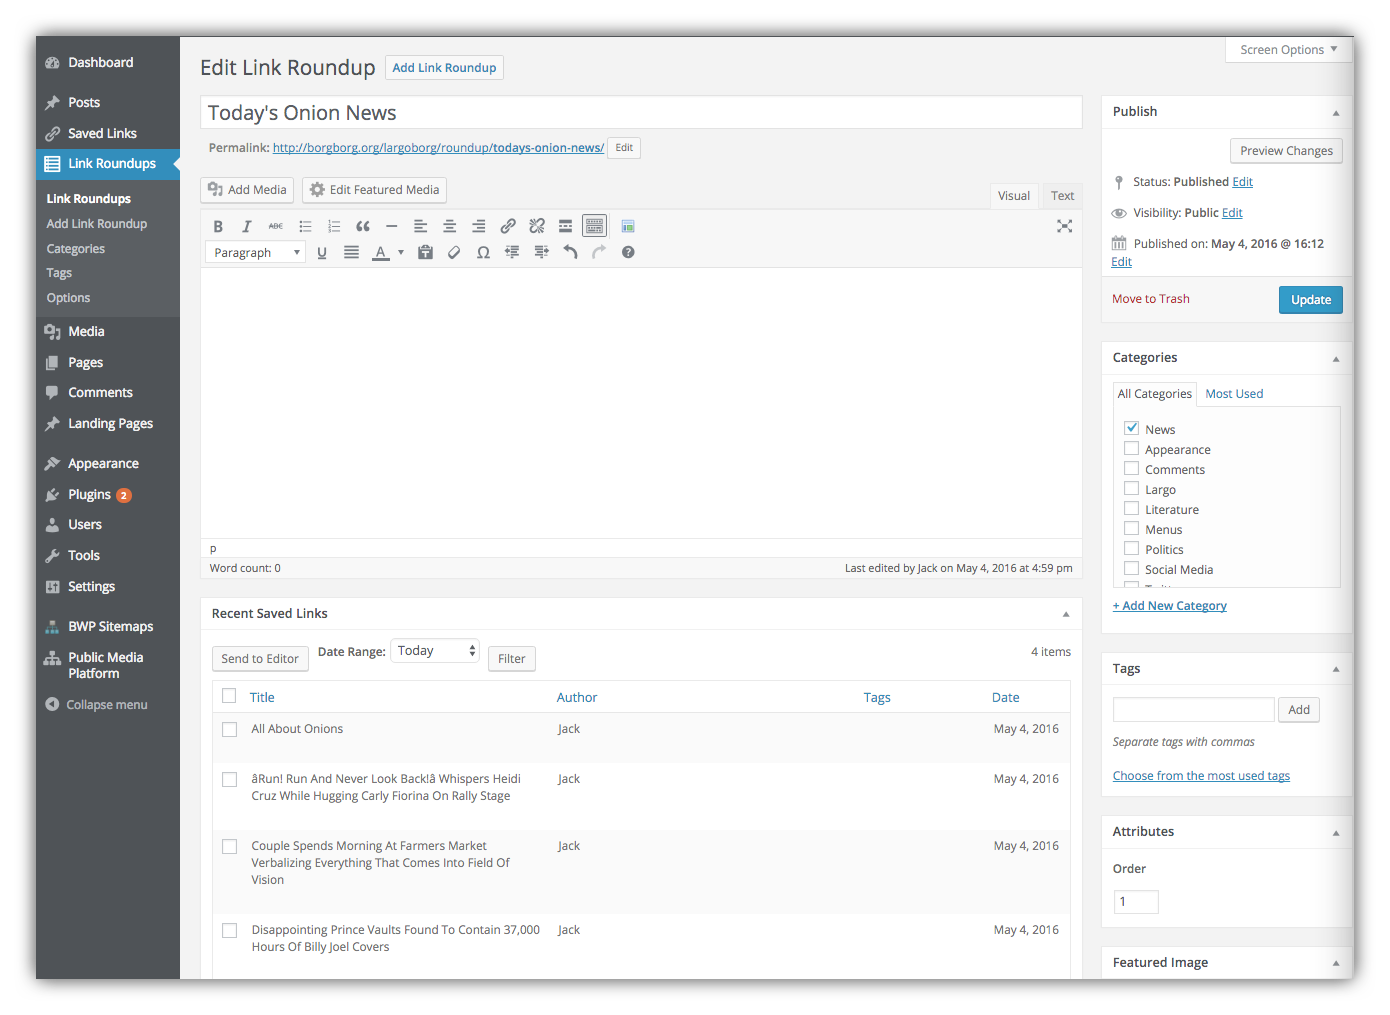 Dashboard
Posts
Saved Links
Link Roundups
Link Roundups
Add Link Roundup
Categories
Tags
Options
Media
Pages
Comments
Landing Pages
Appearance
Plugins 2
Users
Tools
Settings
BWP Sitemaps
Public Media
Platform
Collapse menu
Screen Options
Edit Link Roundup Add Link Roundup
Today's Onion News
Permalink: http://borgborg.org/largoborg/roundup/todays-onion-news/ Edit
Add Media Edit Featured Media
Visual Text
B I ABC
Paragraph U A Ω
p
Word count: 0 Last edited by Jack on May 4, 2016 at 4:59 pm
Recent Saved Links
Send to Editor Date Range: Today Filter 4 items
Title Author Tags Date
All About Onions Jack May 4, 2016
âRun! Run And Never Look Back!â Whispers Heidi Jack May 4, 2016
Cruz While Hugging Carly Fiorina On Rally Stage
Couple Spends Morning At Farmers Market Jack May 4, 2016
Verbalizing Everything That Comes Into Field Of
Vision
Disappointing Prince Vaults Found To Contain 37,000 Jack May 4, 2016
Hours Of Billy Joel Covers
Publish
Preview Changes
Status: Published Edit
Visibility: Public Edit
Published on: May 4, 2016 @ 16:12
Edit
Move to Trash Update
Categories
All Categories Most Used
News
Appearance
Comments
Largo
Literature
Menus
Politics
Social Media
+ Add New Category
Tags
Add
Separate tags with commas
Choose from the most used tags
Attributes
Order
1
Featured Image